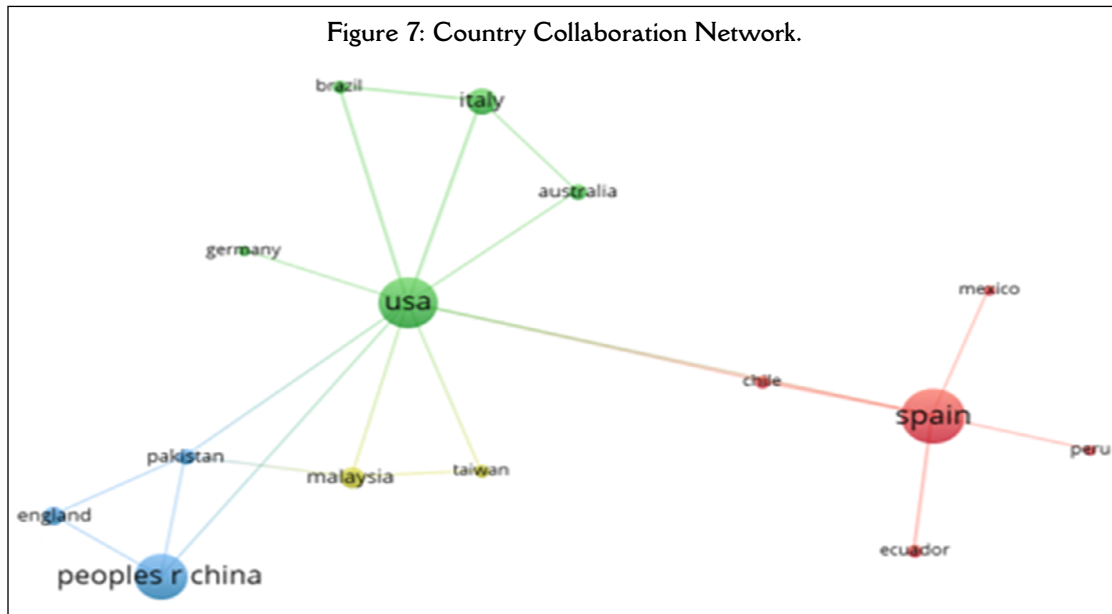 Figure 7: Country Collaboration Network.
brazil
italy
australia
germany
usa
mexico
chile
spain
peru
pakistan
malaysia
taiwan
england
ecuador
peoples r china